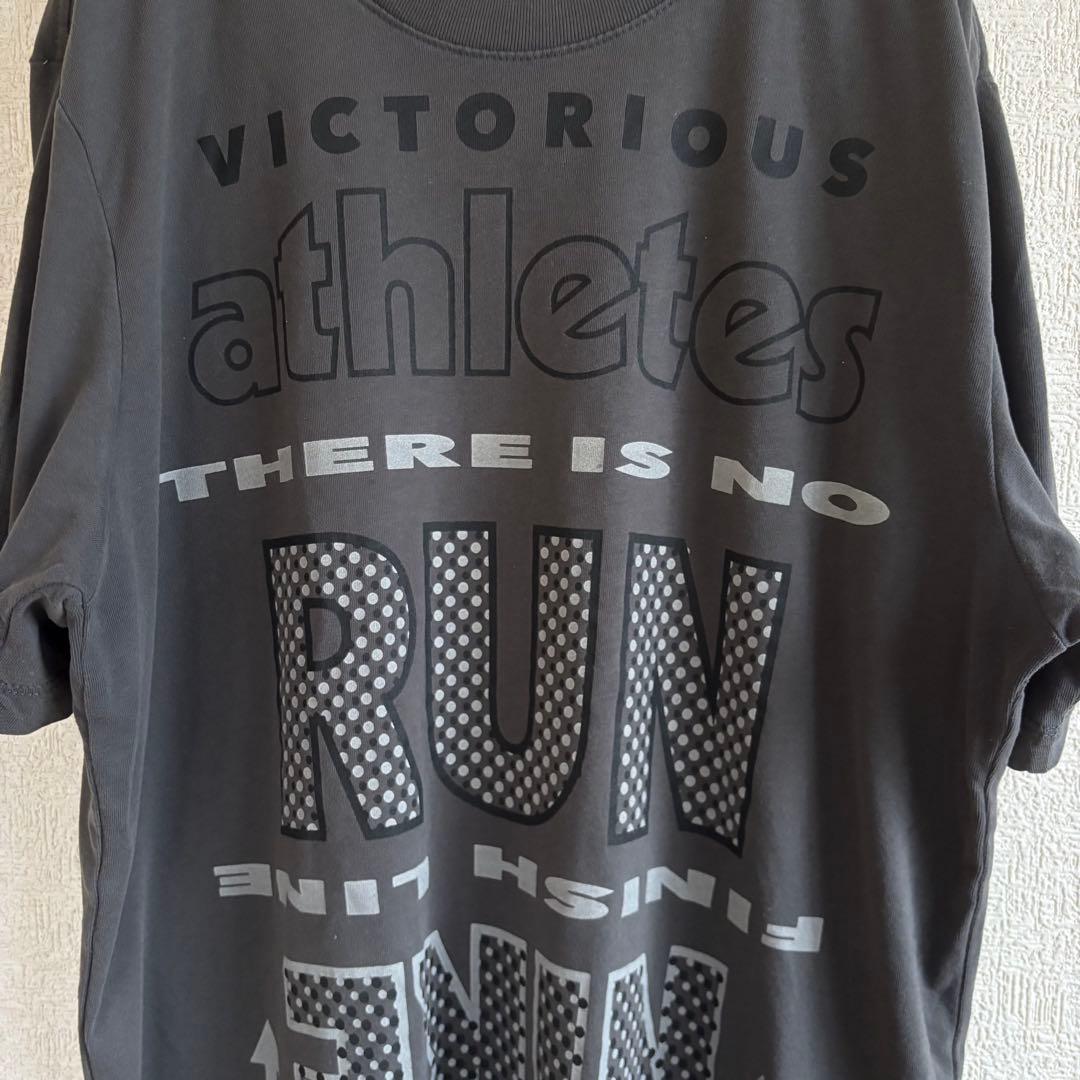 VICTORIOUS
athletes
THERE IS NO
RUN
FINISH LINE